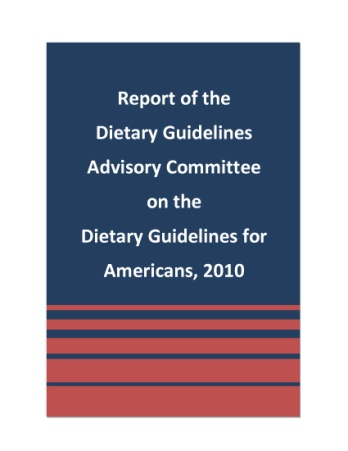 Report of the
Dietary Guidelines
Advisory Committee
on the
Dietary Guidelines for
Americans, 2010